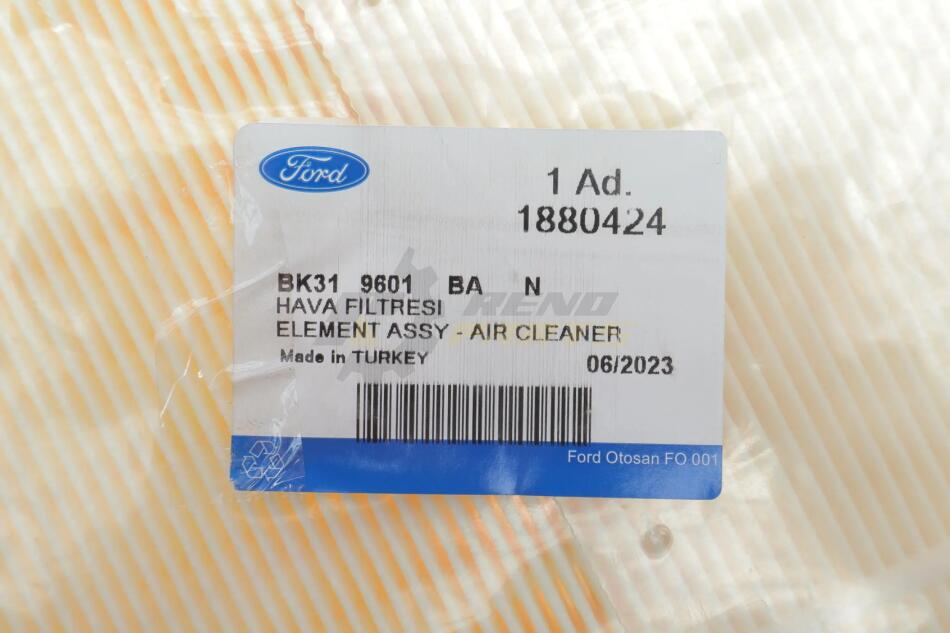 Ford
1 Ad.
1880424
BK31 9601 BA N
HAVA FILTRESI
ELEMENT ASSY - AIR CLEANER
Made in TURKEY
06/2023
Ford Otosan FO 001
RENO